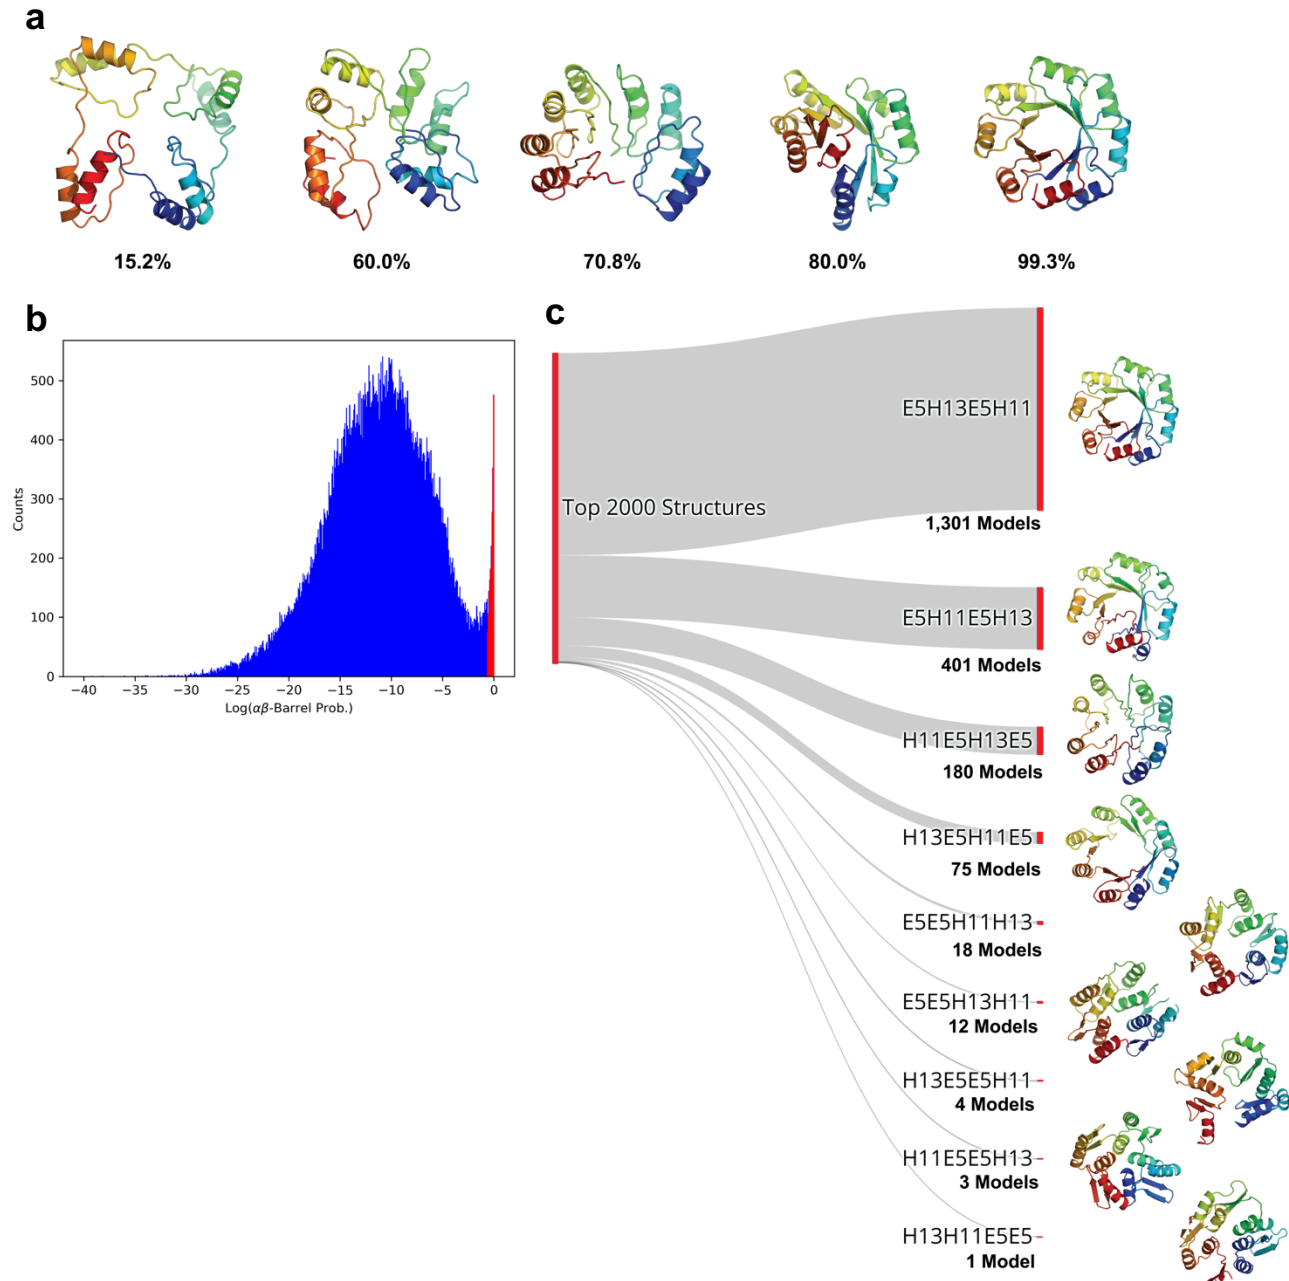 a
15.2%
60.0%
70.8%
80.0%
99.3%
b
500
400
300
200
100
0
Counts
−40
−35
−30
−25
−20
−15
−10
−5
0
Log(αβ-Barrel Prob.)
c
Top 2000 Structures
E5H13E5H11
1,301 Models
E5H11E5H13
401 Models
H11E5H13E5
180 Models
H13E5H11E5
75 Models
E5E5H11H13
18 Models
E5E5H13H11
12 Models
H13E5E5H11
4 Models
H11E5E5H13
3 Models
H13H11E5E5
1 Model